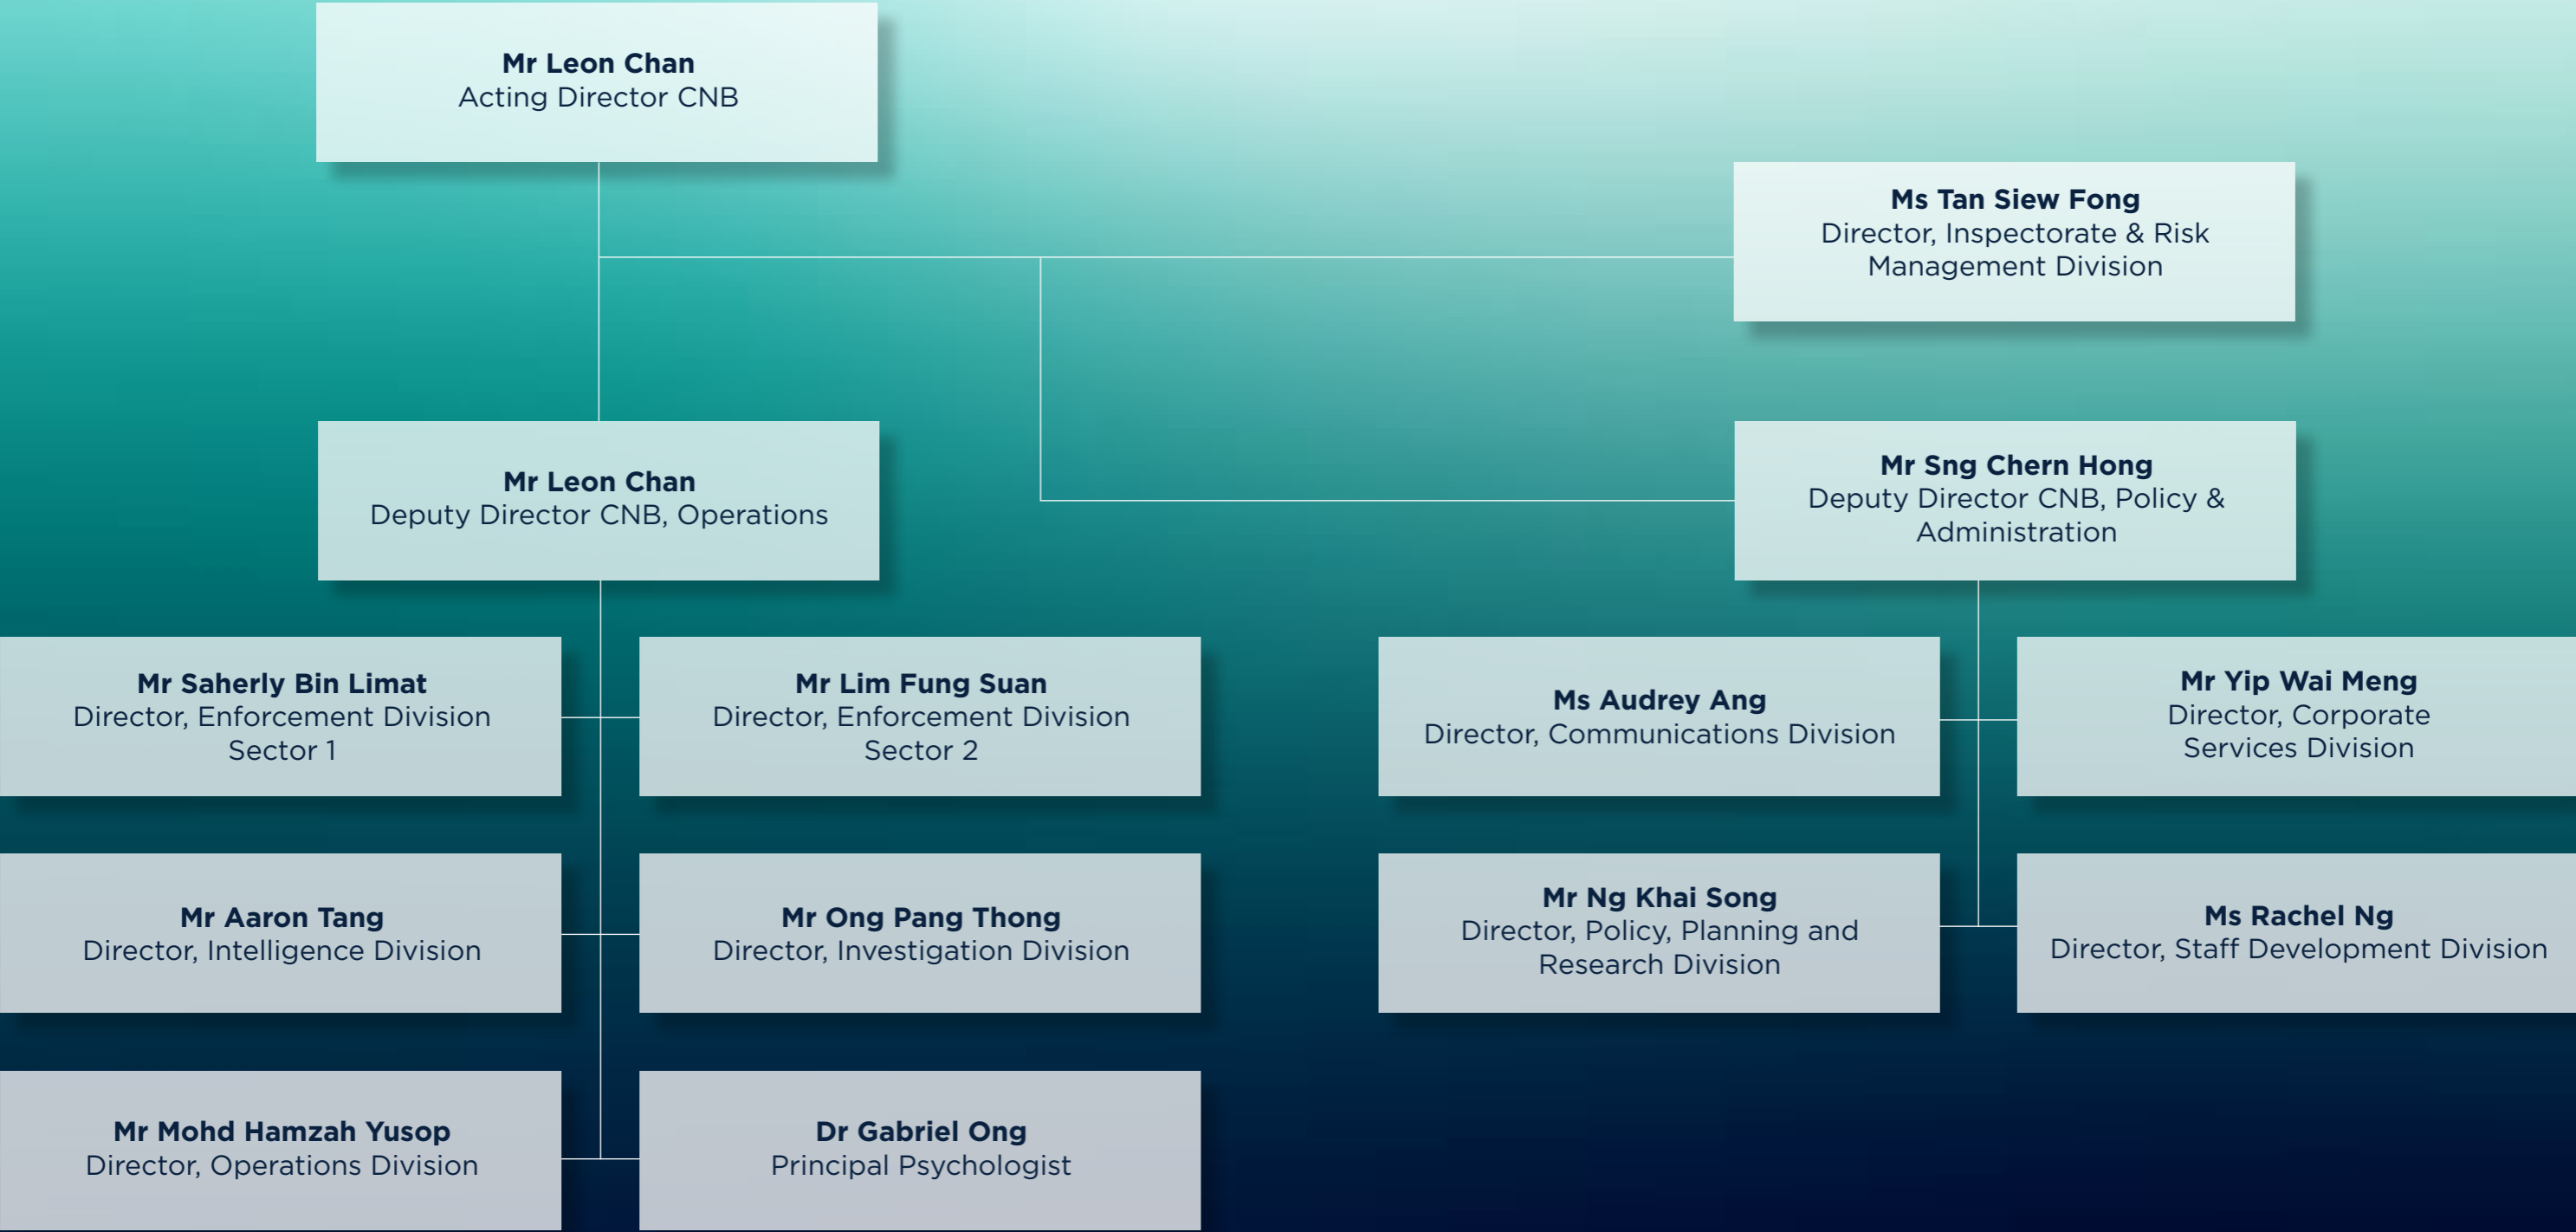 Mr Leon Chan
Acting Director CNB
Ms Tan Siew Fong
Director, Inspectorate & Risk
Management Division
Mr Leon Chan
Deputy Director CNB, Operations
Mr Sng Chern Hong
Deputy Director CNB, Policy &
Administration
Mr Saherly Bin Limat
Director, Enforcement Division
Sector 1
Mr Lim Fung Suan
Director, Enforcement Division
Sector 2
Ms Audrey Ang
Director, Communications Division
Mr Yip Wai Meng
Director, Corporate
Services Division
Mr Aaron Tang
Director, Intelligence Division
Mr Ong Pang Thong
Director, Investigation Division
Mr Ng Khai Song
Director, Policy, Planning and
Research Division
Ms Rachel Ng
Director, Staff Development Division
Mr Mohd Hamzah Yusop
Director, Operations Division
Dr Gabriel Ong
Principal Psychologist